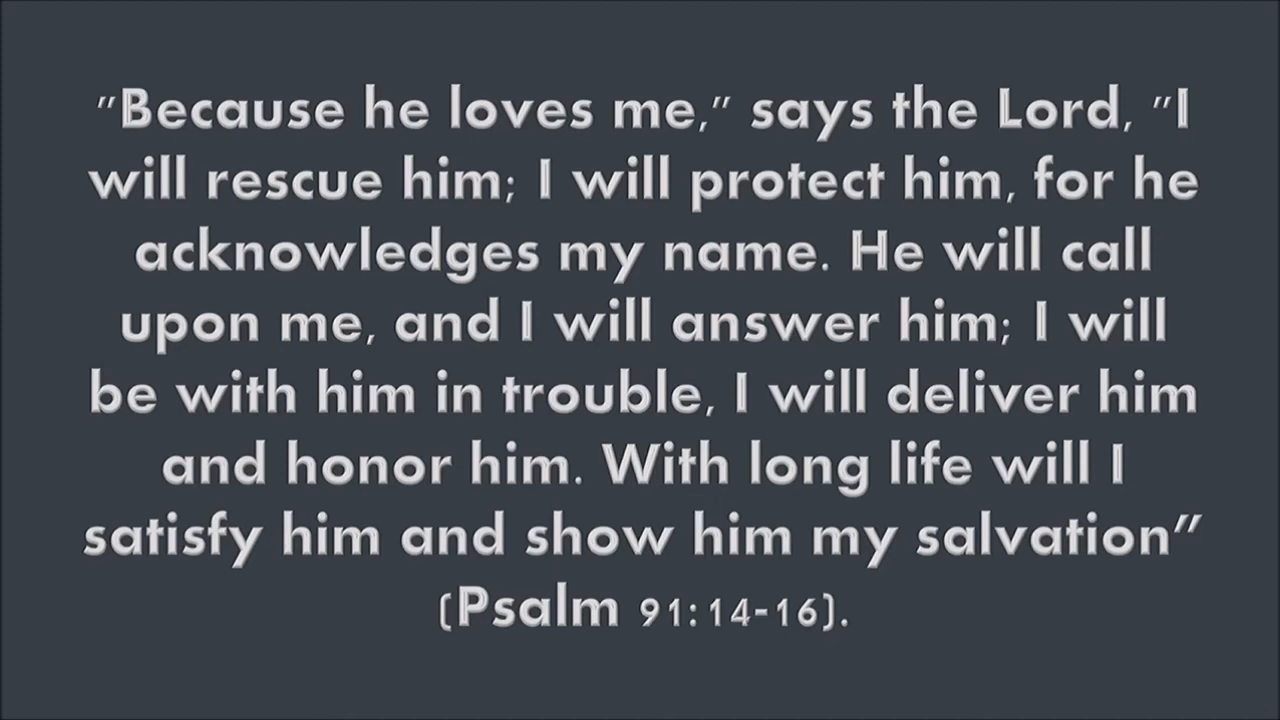 "Because he loves me," says the Lord, "I
will rescue him; I will protect him, for he
acknowledges my name. He will call
upon me, and I will answer him; I will
be with him in trouble, I will deliver him
and honor him. With long life will I
satisfy him and show him my salvation”
(Psalm 91:14-16).